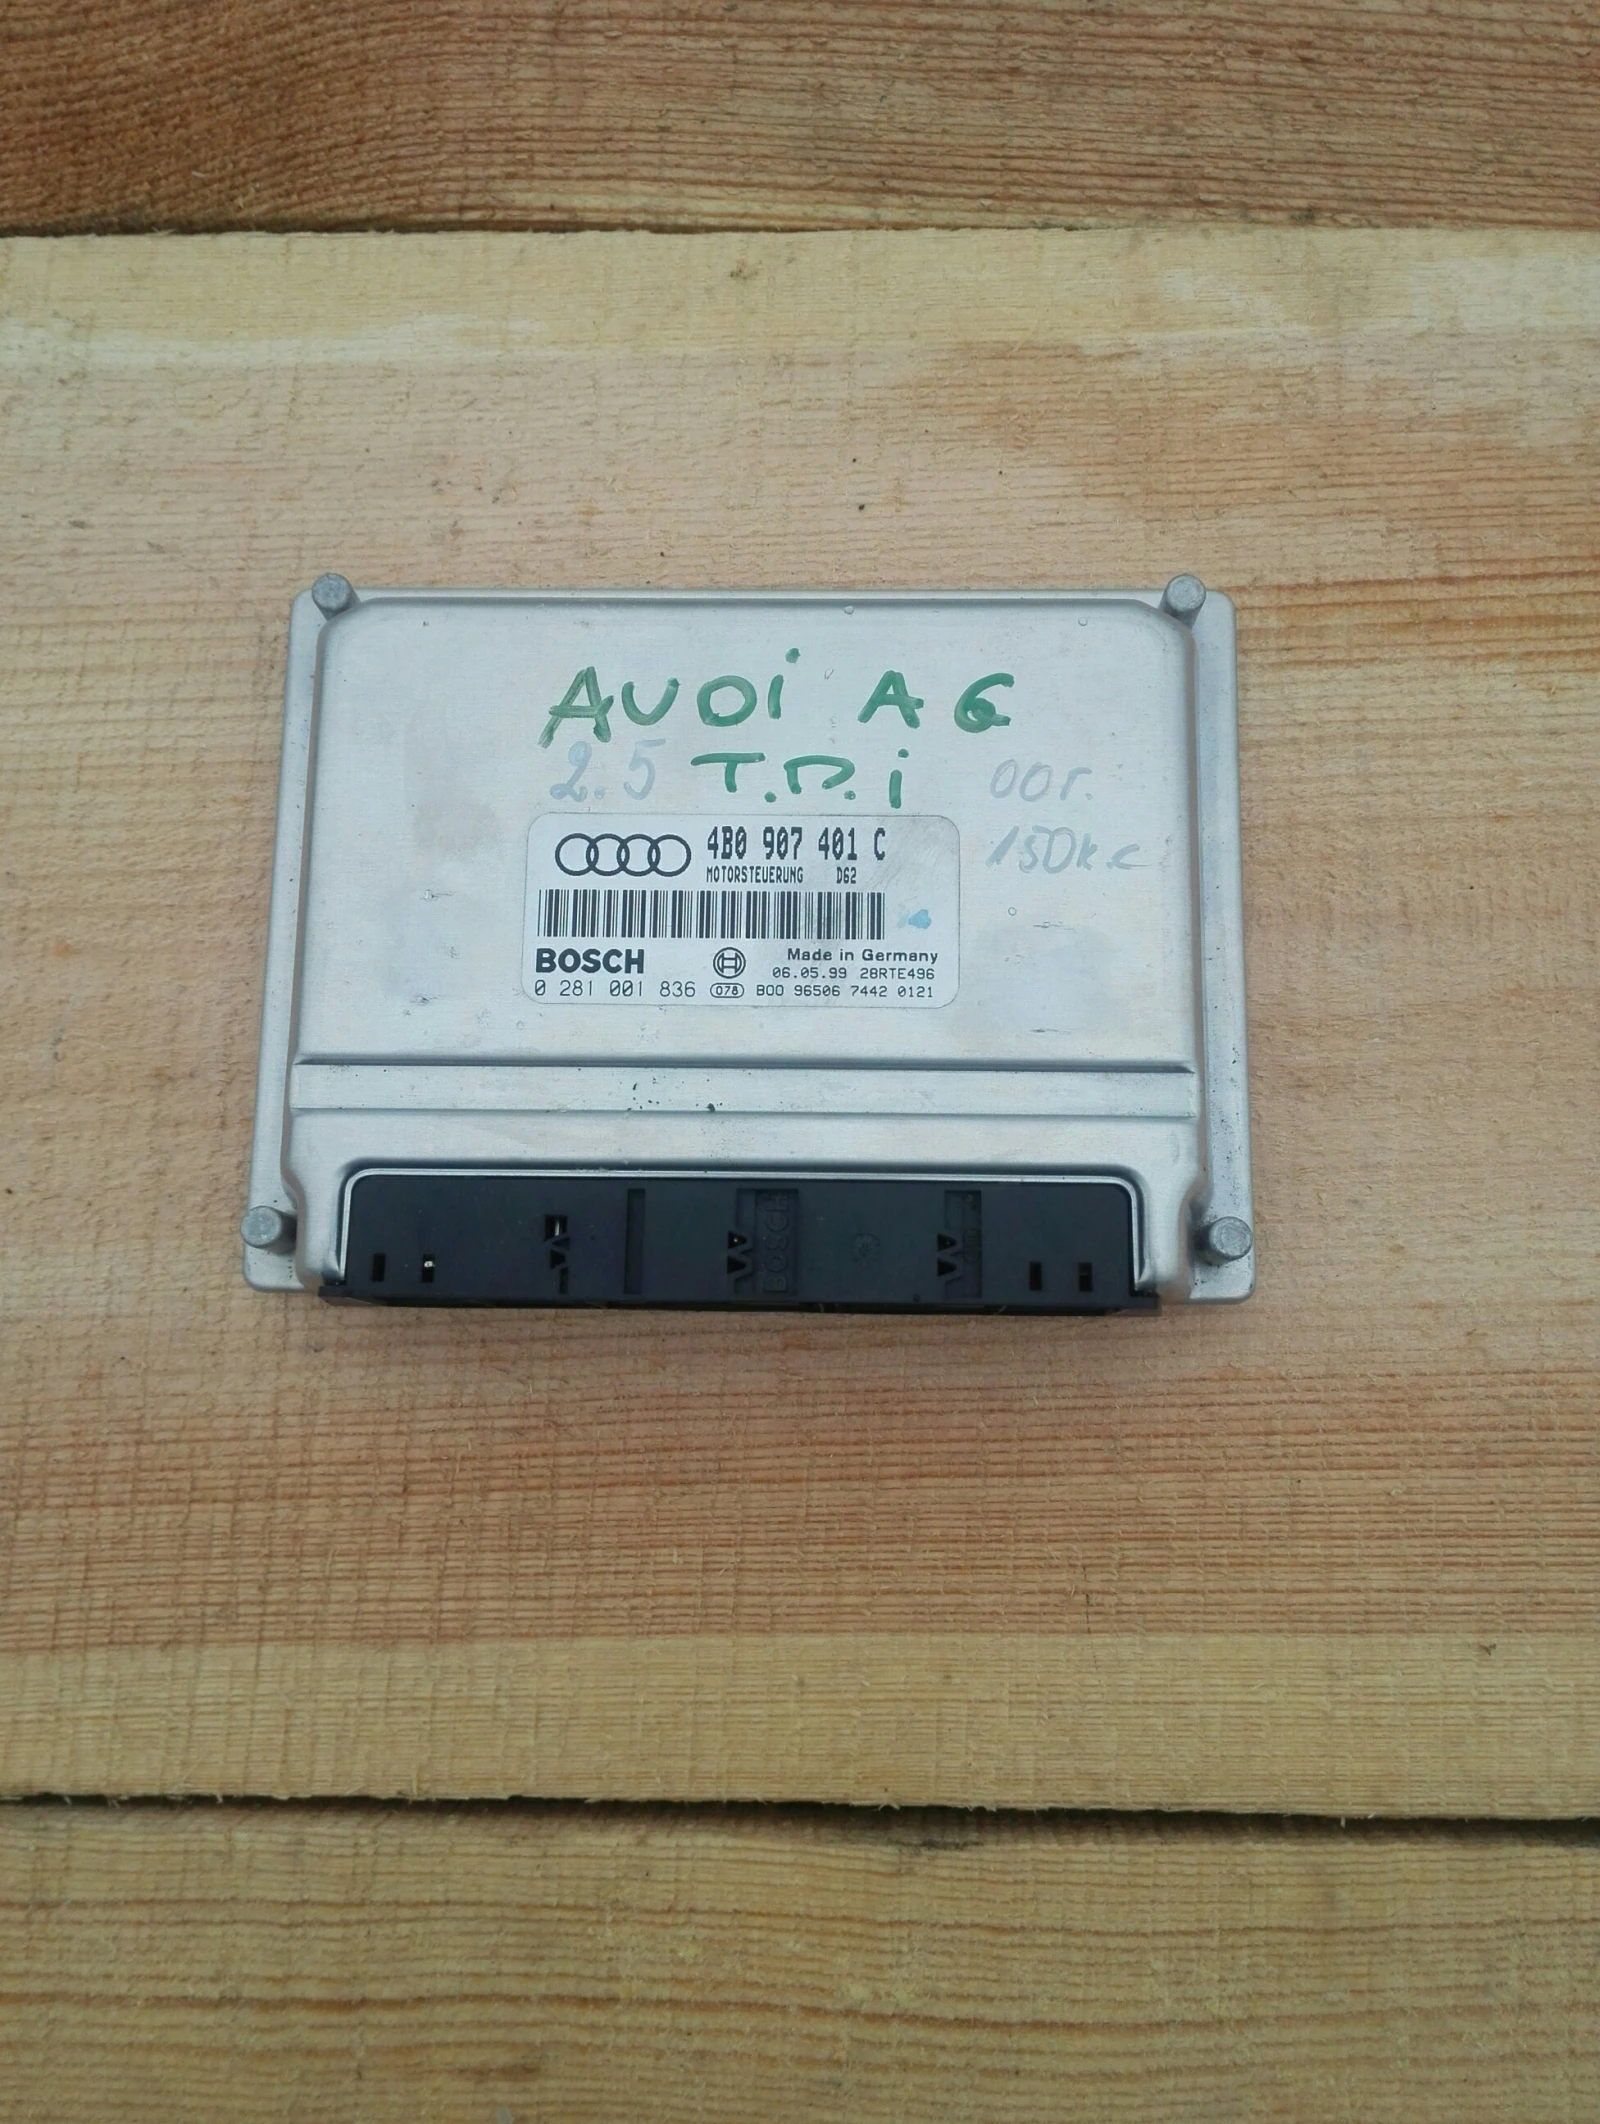 AUDi A6
2.5 T.D.i 00г.
4B0 907 401 C
150к.с
MOTORSTEUERUNG D62
BOSCH Made in Germany
06.05.99 28RTE496
0 281 001 836 078 B00 96506 7442 0121
BOSCH